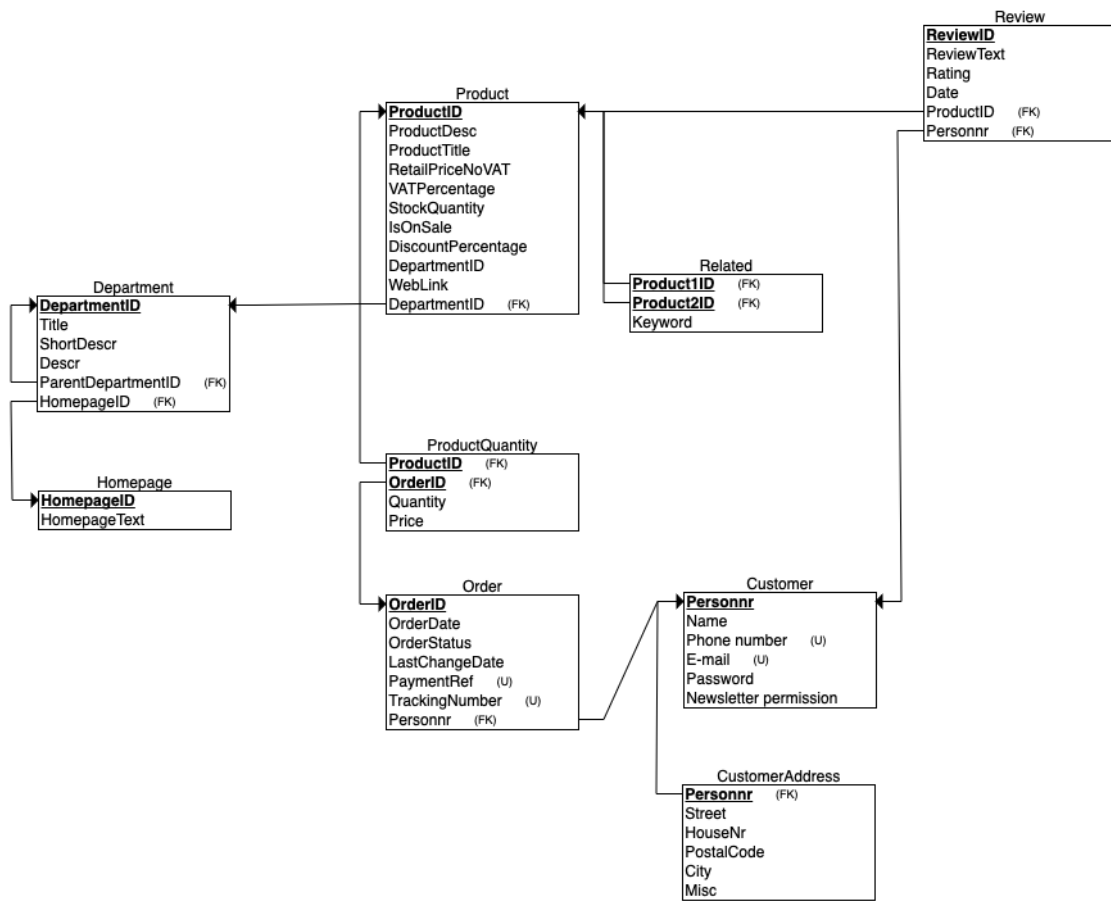 Review
ReviewID
ReviewText
Rating
Date
ProductID (FK)
Personnr (FK)
Product
ProductID
ProductDesc
ProductTitle
RetailPriceNoVAT
VATPercentage
StockQuantity
IsOnSale
DiscountPercentage
DepartmentID
WebLink
DepartmentID (FK)
Related
Product1ID (FK)
Product2ID (FK)
Keyword
Department
DepartmentID
Title
ShortDescr
Descr
ParentDepartmentID (FK)
HomepageID (FK)
ProductQuantity
ProductID (FK)
OrderID (FK)
Quantity
Price
Homepage
HomepageID
HomepageText
Order
OrderID
OrderDate
OrderStatus
LastChangeDate
PaymentRef (U)
TrackingNumber (U)
Personnr (FK)
Customer
Personnr
Name
Phone number (U)
E-mail (U)
Password
Newsletter permission
CustomerAddress
Personnr (FK)
Street
HouseNr
PostalCode
City
Misc